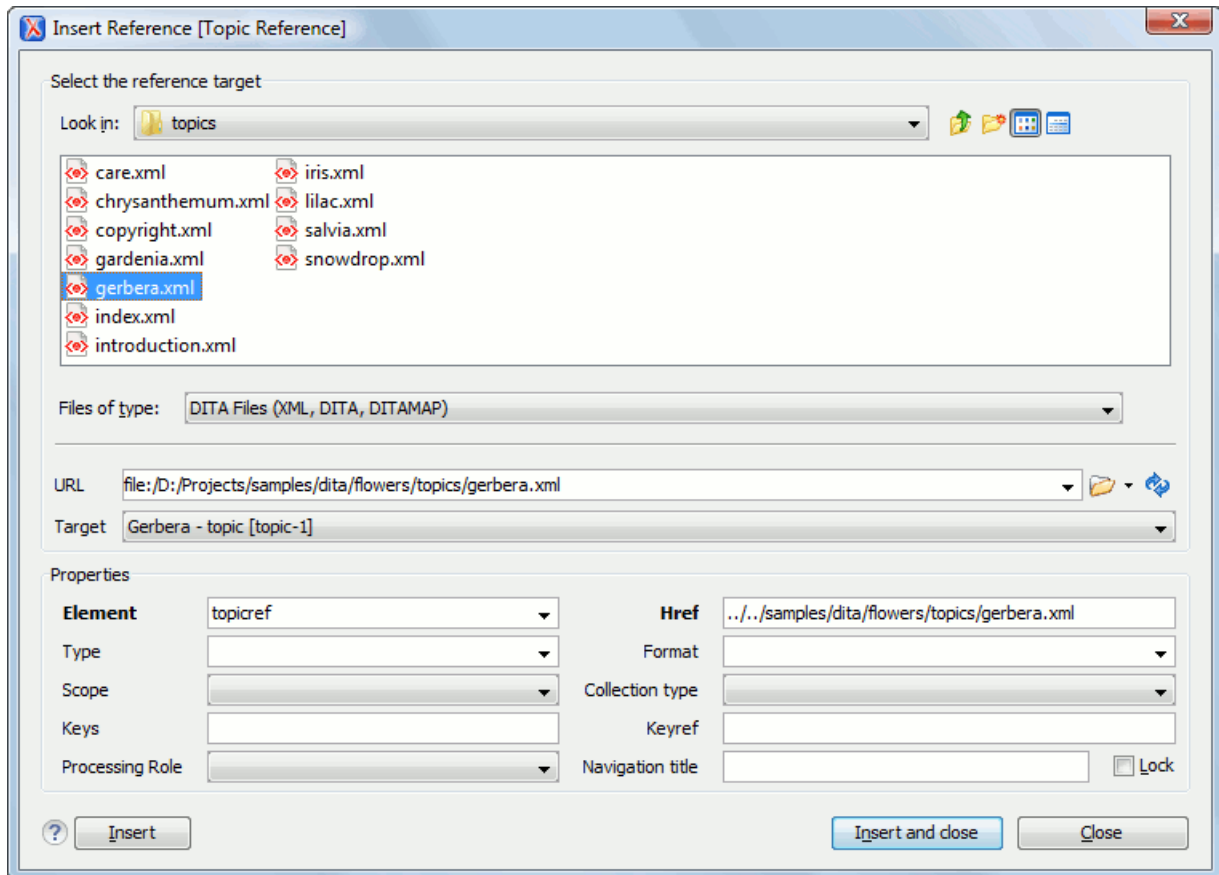 Insert Reference [Topic Reference]
Select the reference target
Look in: topics
care.xml iris.xml
chrysanthemum.xml lilac.xml
copyright.xml salvia.xml
gardenia.xml snowdrop.xml
gerbera.xml
index.xml
introduction.xml
Files of type: DITA Files (XML, DITA, DITAMAP)
URL file:/D:/Projects/samples/dita/flowers/topics/gerbera.xml
Target Gerbera - topic [topic-1]
Properties
Element topicref Href ../../samples/dita/flowers/topics/gerbera.xml
Type Format
Scope Collection type
Keys Keyref
Processing Role Navigation title Lock
? Insert Insert and close Close